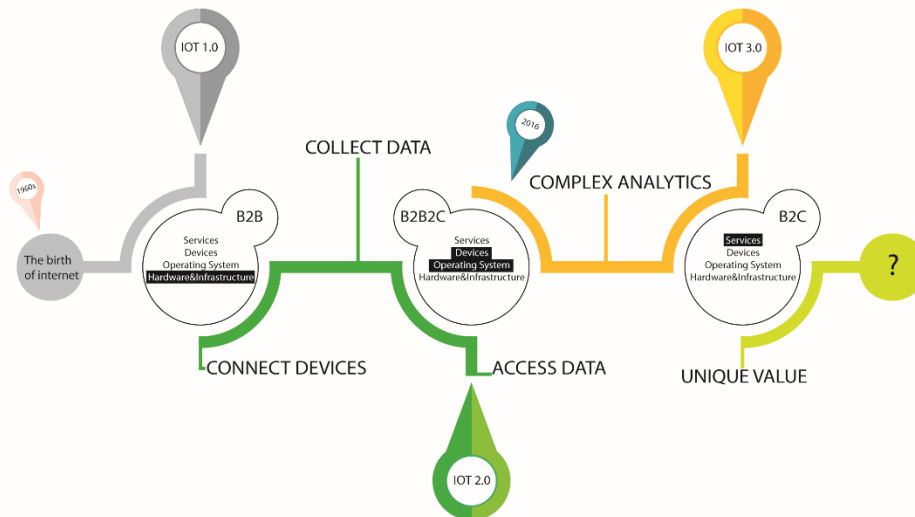 IOT 1.0
IOT 3.0
2016
COLLECT DATA
COMPLEX ANALYTICS
1960s
B2B
B2B2C
B2C
The birth
of internet
Services
Devices
Operating System
Hardware&Infrastructure
Services
Devices
Operating System
Hardware&Infrastructure
Services
Devices
Operating System
Hardware&Infrastructure
?
CONNECT DEVICES
ACCESS DATA
UNIQUE VALUE
IOT 2.0